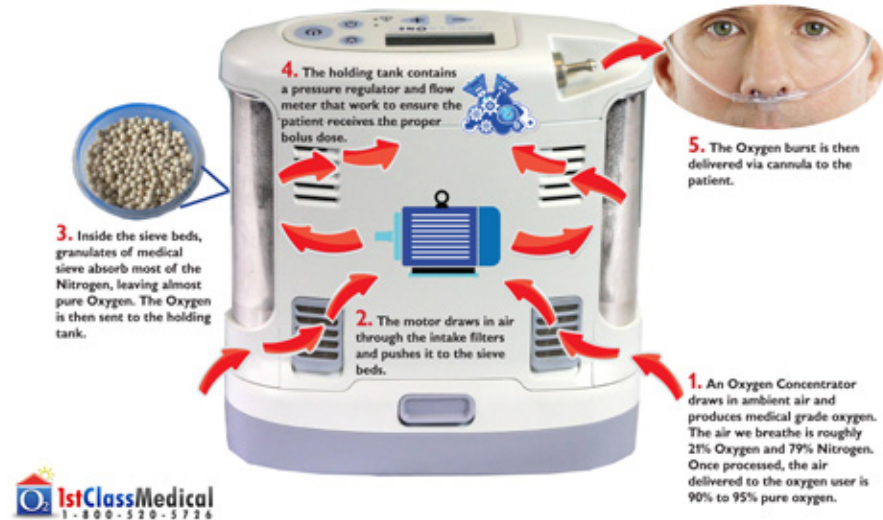 4. The holding tank contains
a pressure regulator and flow
meter that work to ensure the
patient receives the proper
bolus dose.
5. The Oxygen burst is then
delivered via cannula to the
patient.
3. Inside the sieve beds,
granulates of medical
sieve absorb most of the
Nitrogen, leaving almost
pure Oxygen. The Oxygen
is then sent to the holding
tank.
2. The motor draws in air
through the intake filters
and pushes it to the sieve
beds.
1. An Oxygen Concentrator
draws in ambient air and
produces medical grade oxygen.
The air we breathe is roughly
21% Oxygen and 79% Nitrogen.
Once processed, the air
delivered to the oxygen user is
90% to 95% pure oxygen.
O2 1stClassMedical
1-800-520-5726